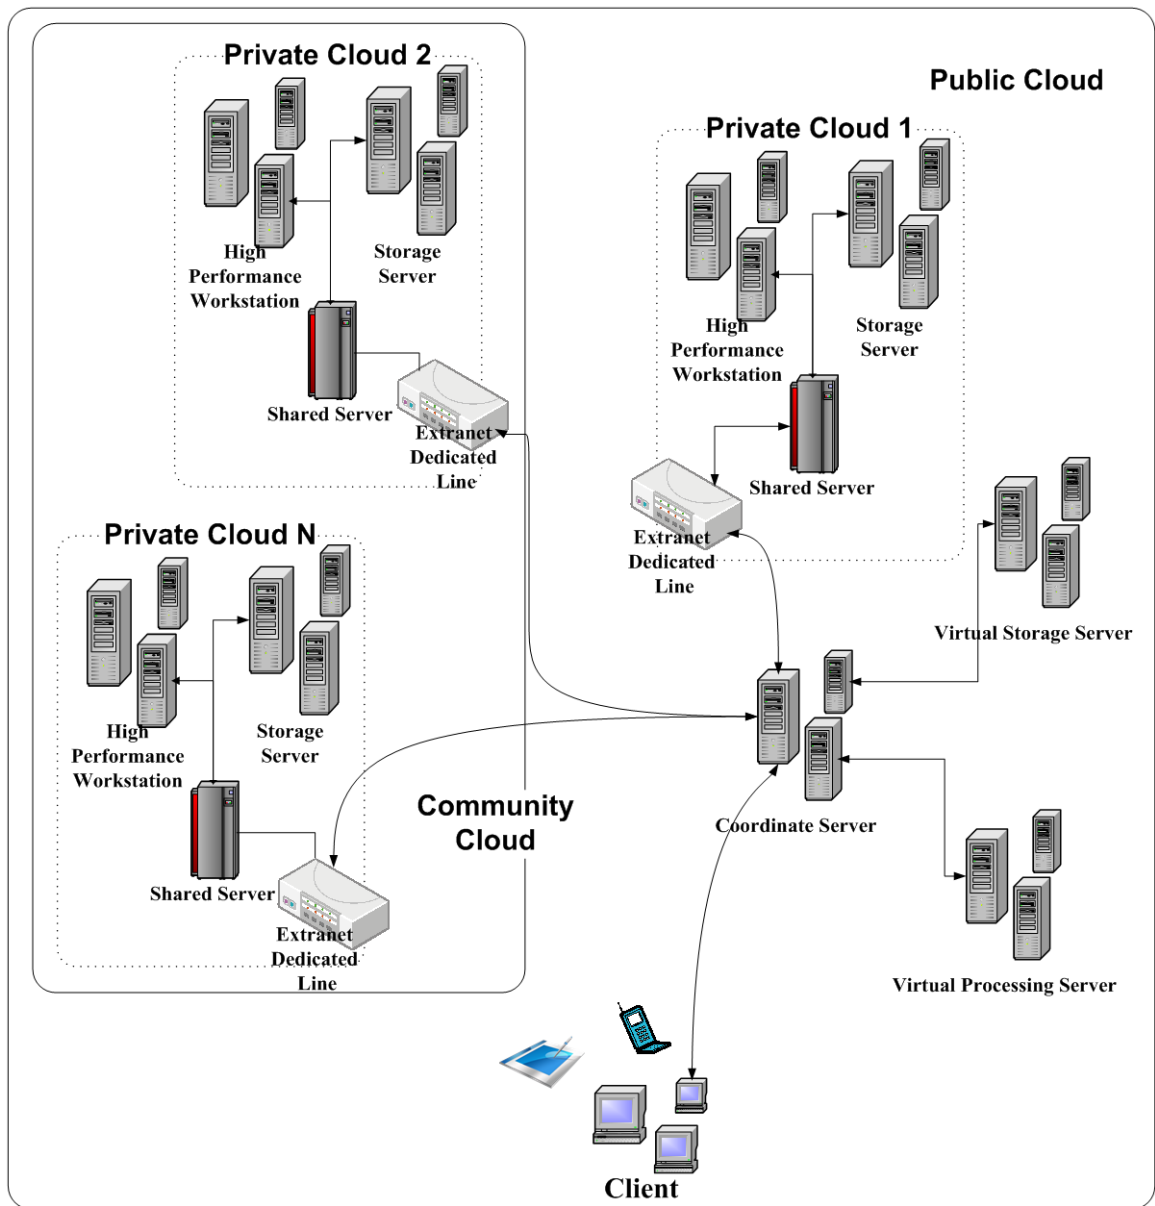 Private Cloud 2
High
Performance
Workstation
Storage
Server
Shared Server
Extranet
Dedicated
Line
Public Cloud
Private Cloud 1
High
Performance
Workstation
Storage
Server
Shared Server
Extranet
Dedicated
Line
Private Cloud N
High
Performance
Workstation
Storage
Server
Shared Server
Extranet
Dedicated
Line
Community
Cloud
Virtual Storage Server
Coordinate Server
Virtual Processing Server
Client